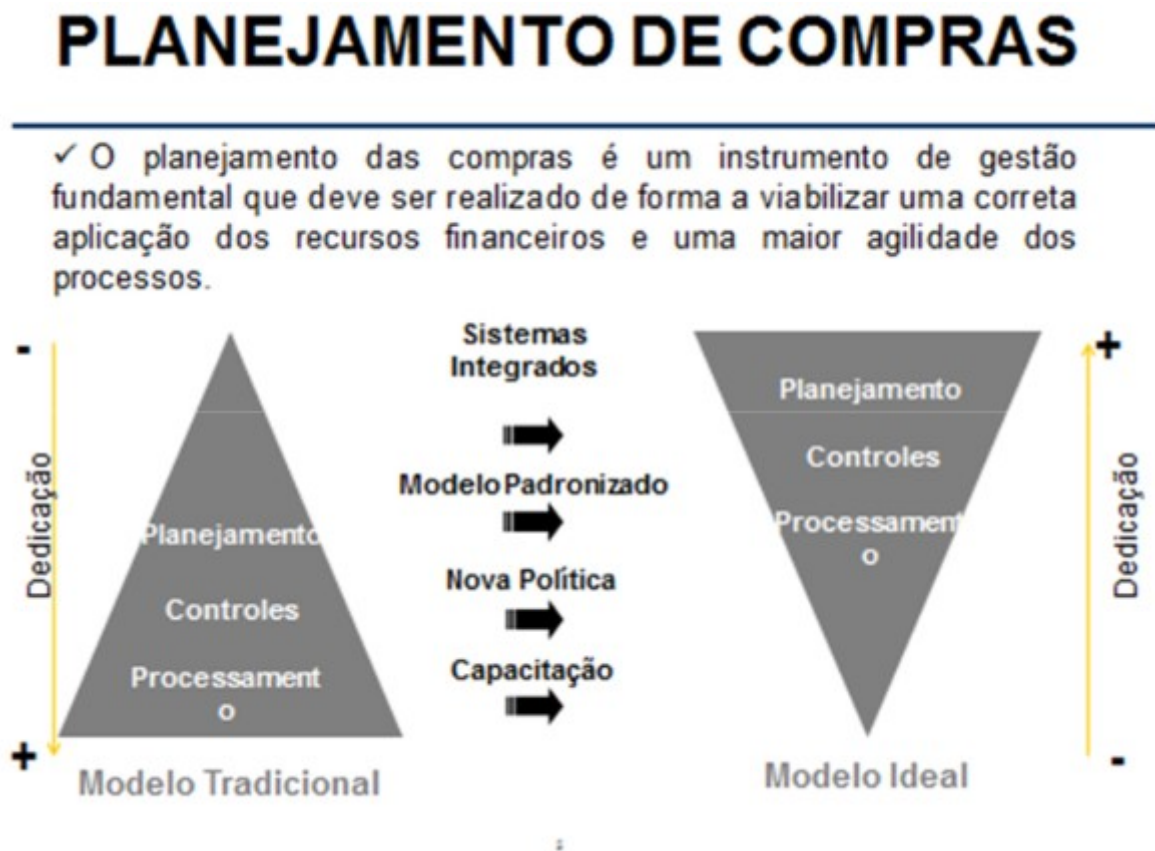 PLANEJAMENTO DE COMPRAS
✓ O planejamento das compras é um instrumento de gestão
fundamental que deve ser realizado de forma a viabilizar uma correta
aplicação dos recursos financeiros e uma maior agilidade dos
processos.
-
Dedicação
+
Planejamento
Controles
Processament
o
Modelo Tradicional
Sistemas
Integrados
Modelo Padronizado
Nova Política
Capacitação
Planejamento
Controles
Processament
o
Modelo Ideal
+
Dedicação
-